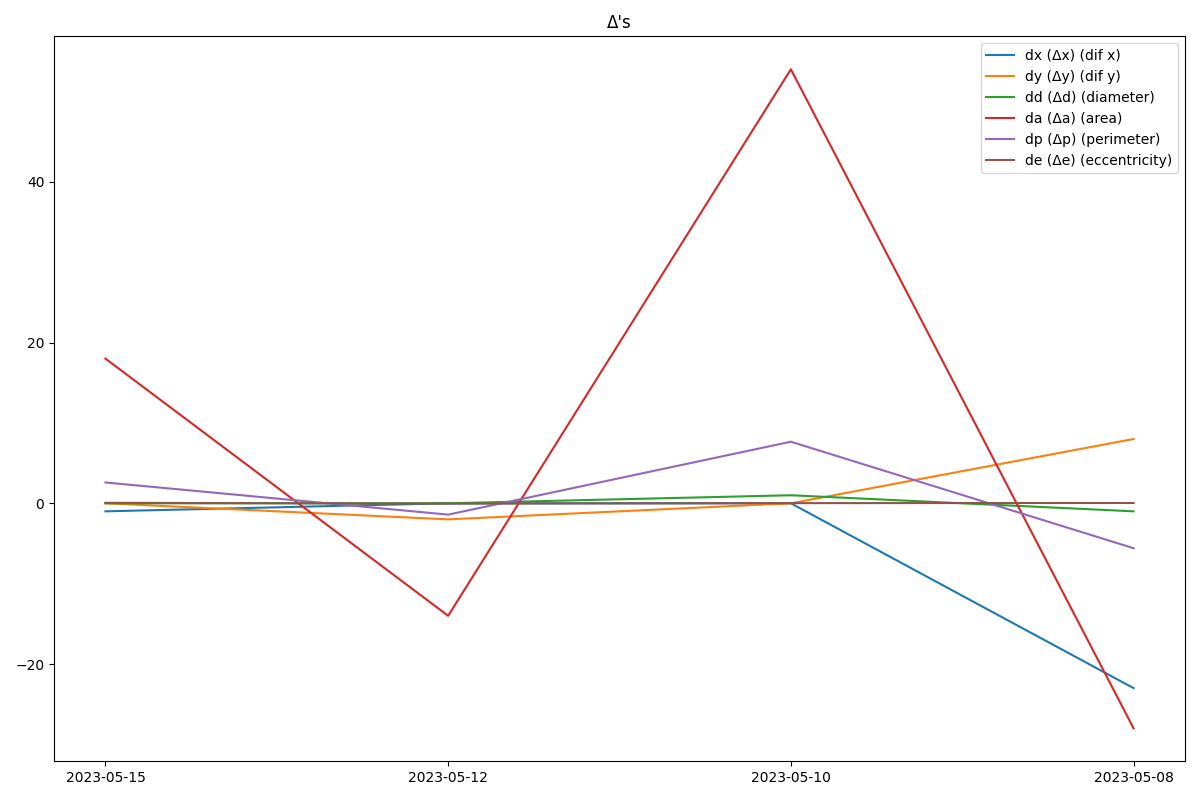 Δ's
dx (Δx) (dif x)
dy (Δy) (dif y)
dd (Δd) (diameter)
da (Δa) (area)
dp (Δp) (perimeter)
de (Δe) (eccentricity)
40
20
0
−20
2023-05-15
2023-05-12
2023-05-10
2023-05-08